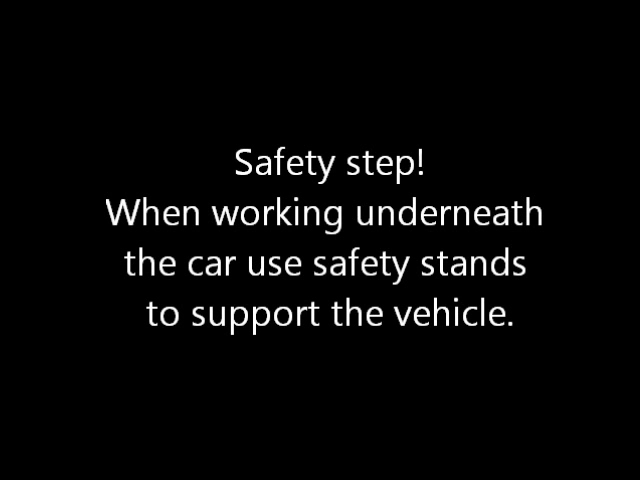 Safety step!
When working underneath
the car use safety stands
to support the vehicle.